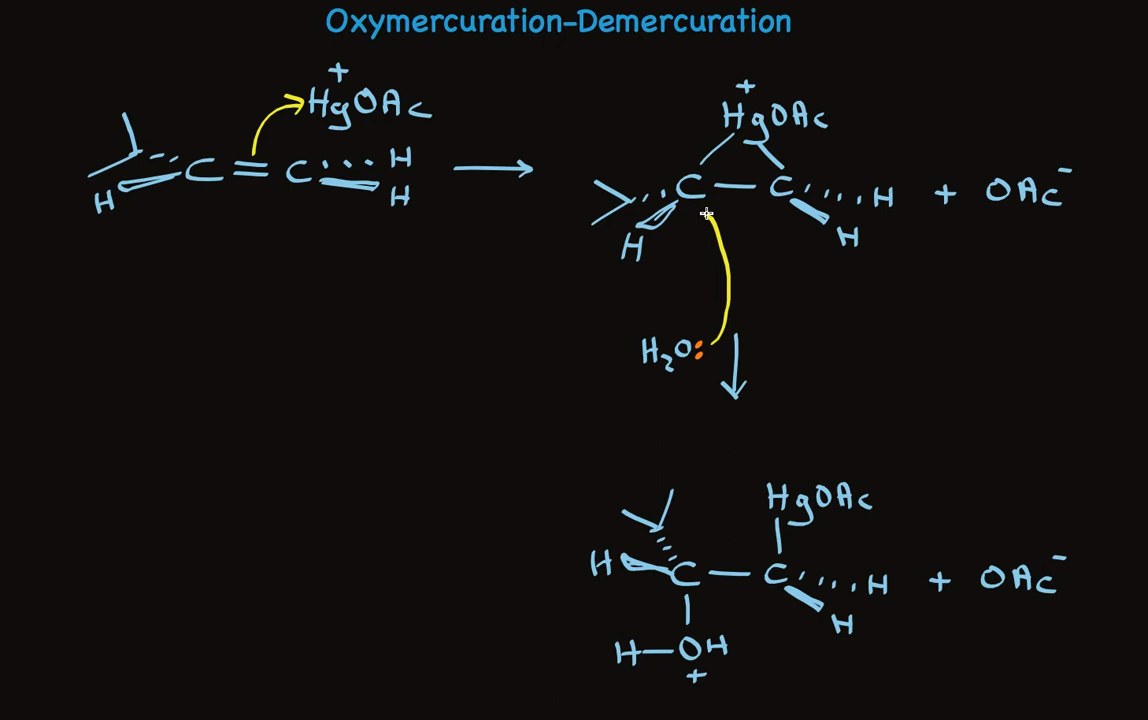 Oxymercuration-Demercuration
+
HgOAc
H C = C H
H
+
HgOAc
C — C H + OAc⁻
H
H
H₂O:
HgOAc
H C — C H + OAc⁻
H
H—OH
+